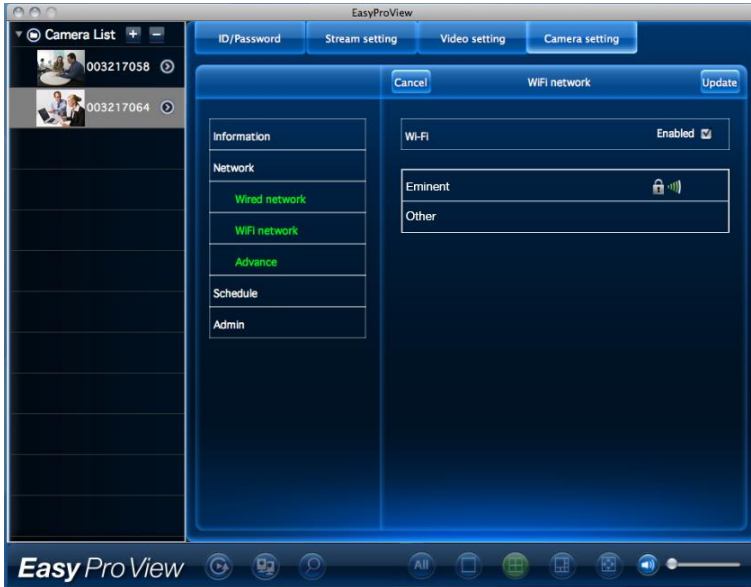 EasyProView
Camera List + -
003217058
003217064
ID/Password Stream setting Video setting Camera setting
Cancel WiFi network Update
Information
Network
Wired network
WiFi network
Advance
Schedule
Admin
Wi-Fi Enabled
Eminent
Other
Easy Pro View All